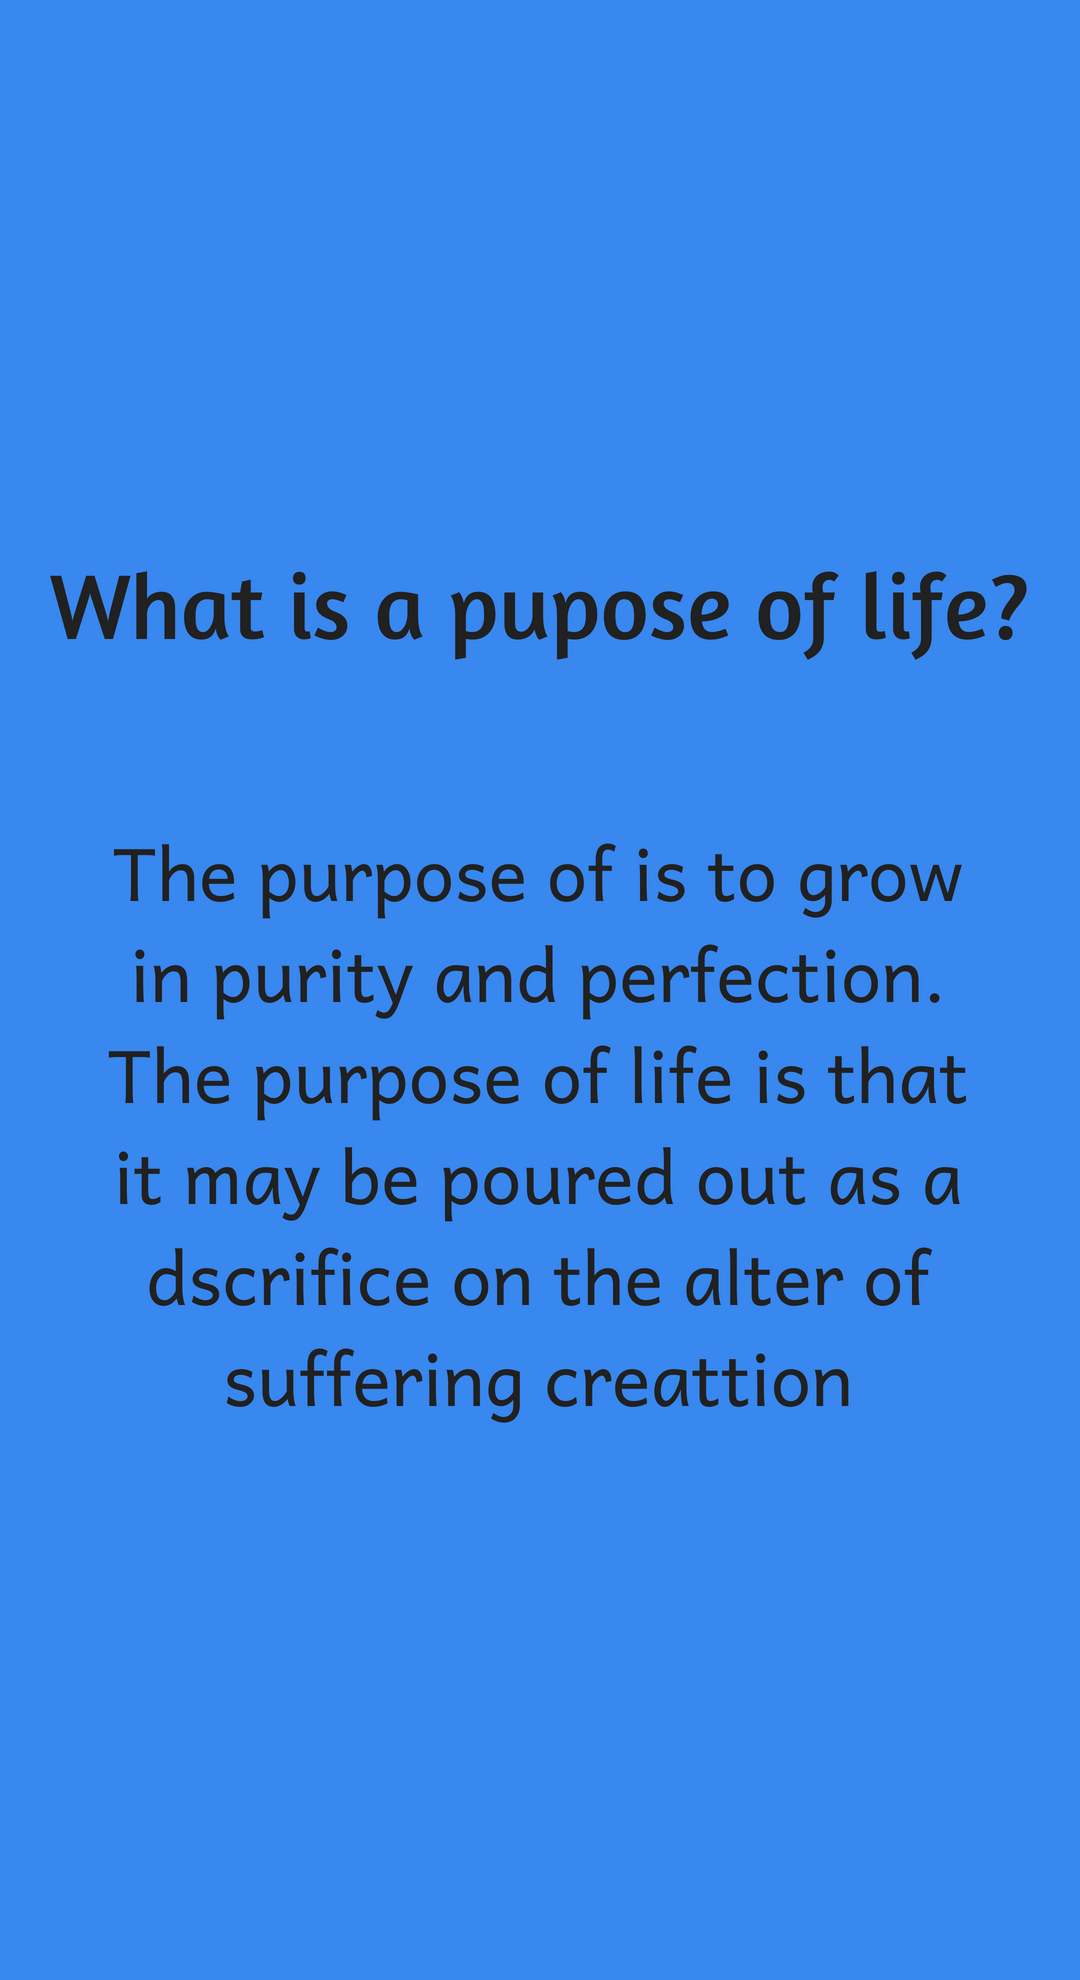 What is a pupose of life?
The purpose of is to grow
in purity and perfection.
The purpose of life is that
it may be poured out as a
dscrifice on the alter of
suffering creattion